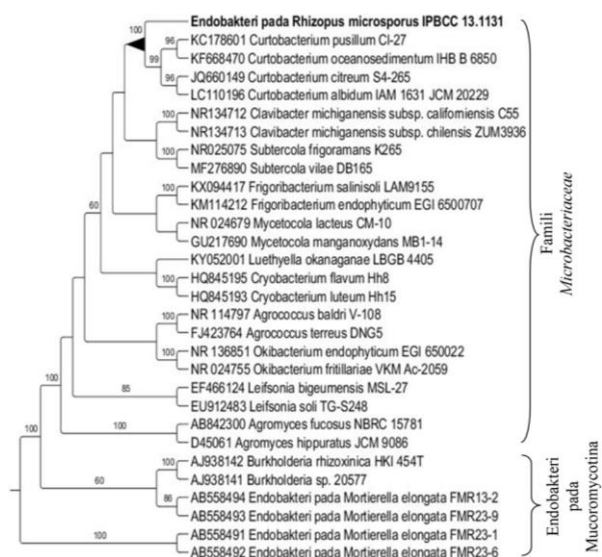 Endobakteri pada Rhizopus microsporus IPBCC 13.1131
KC178601 Curtobacterium pusillum CI-27
KF668470 Curtobacterium oceanosedimentum IHB B 6850
JQ660149 Curtobacterium citreum S4-265
LC110196 Curtobacterium albidum IAM 1631 JCM 20229
NR134712 Clavibacter michiganensis subsp. californiensis C55
NR134713 Clavibacter michiganensis subsp. chilensis ZUM3936
NR025075 Subtercola frigoramans K265
MF276890 Subtercola vilae DB165
KX094417 Frigoribacterium salinisoli LAM9155
KM114212 Frigoribacterium endophyticum EGI 6500707
NR 024679 Mycetocola lacteus CM-10
GU217690 Mycetocola manganoxydans MB1-14
KY052001 Luethyella okanaganae LBGB 4405
HQ845195 Cryobacterium flavum Hh8
HQ845193 Cryobacterium luteum Hh15
NR 114797 Agrococcus baldri V-108
FJ423764 Agrococcus terreus DNG5
NR 136851 Okibacterium endophyticum EGI 650022
NR 024755 Okibacterium fritillariae VKM Ac-2059
EF466124 Leifsonia bigeumensis MSL-27
EU912483 Leifsonia soli TG-S248
AB842300 Agromyces fucosus NBRC 15781
D45061 Agromyces hippuratus JCM 9086
AJ938142 Burkholderia rhizoxinica HKI 454T
AJ938141 Burkholderia sp. 20577
AB558494 Endobakteri pada Mortierella elongata FMR13-2
AB558493 Endobakteri pada Mortierella elongata FMR23-9
AB558491 Endobakteri pada Mortierella elongata FMR23-1
AB558492 Endobakteri pada Mortierella elongata FMR23-6
100
96
99
96
100
100
100
60
100
100
100
100
100
85
100
100
100
100
60
86
100
100
Famili
Microbacteriaceae
Endobakteri
pada
Mucoromycotina